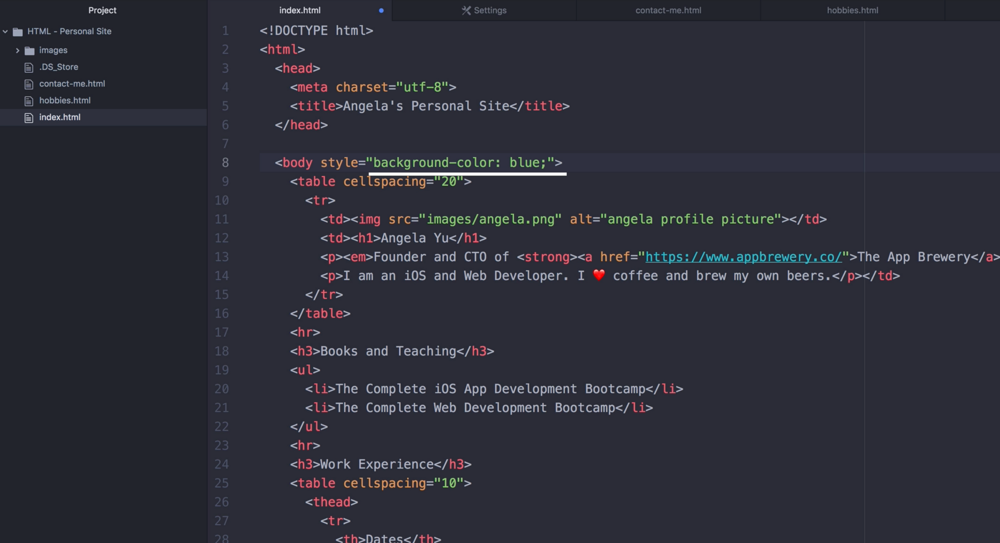 Project
HTML - Personal Site
images
.DS_Store
contact-me.html
hobbies.html
index.html
index.html
Settings
contact-me.html
hobbies.html
1 <!DOCTYPE html>
2 <html>
3 <head>
4 <meta charset="utf-8">
5 <title>Angela's Personal Site</title>
6 </head>
7
8 <body style="background-color: blue;">
9 <table cellspacing="20">
10 <tr>
11 <td><img src="images/angela.png" alt="angela profile picture"></td>
12 <td><h1>Angela Yu</h1>
13 <p><em>Founder and CTO of <strong><a href="https://www.appbrewery.co/">The App Brewery</a>
14 <p>I am an iOS and Web Developer. I ❤️ coffee and brew my own beers.</p></td>
15 </tr>
16 </table>
17 <hr>
18 <h3>Books and Teaching</h3>
19 <ul>
20 <li>The Complete iOS App Development Bootcamp</li>
21 <li>The Complete Web Development Bootcamp</li>
22 </ul>
23 <hr>
24 <h3>Work Experience</h3>
25 <table cellspacing="10">
26 <thead>
27 <tr>
28 <th>Dates</th>